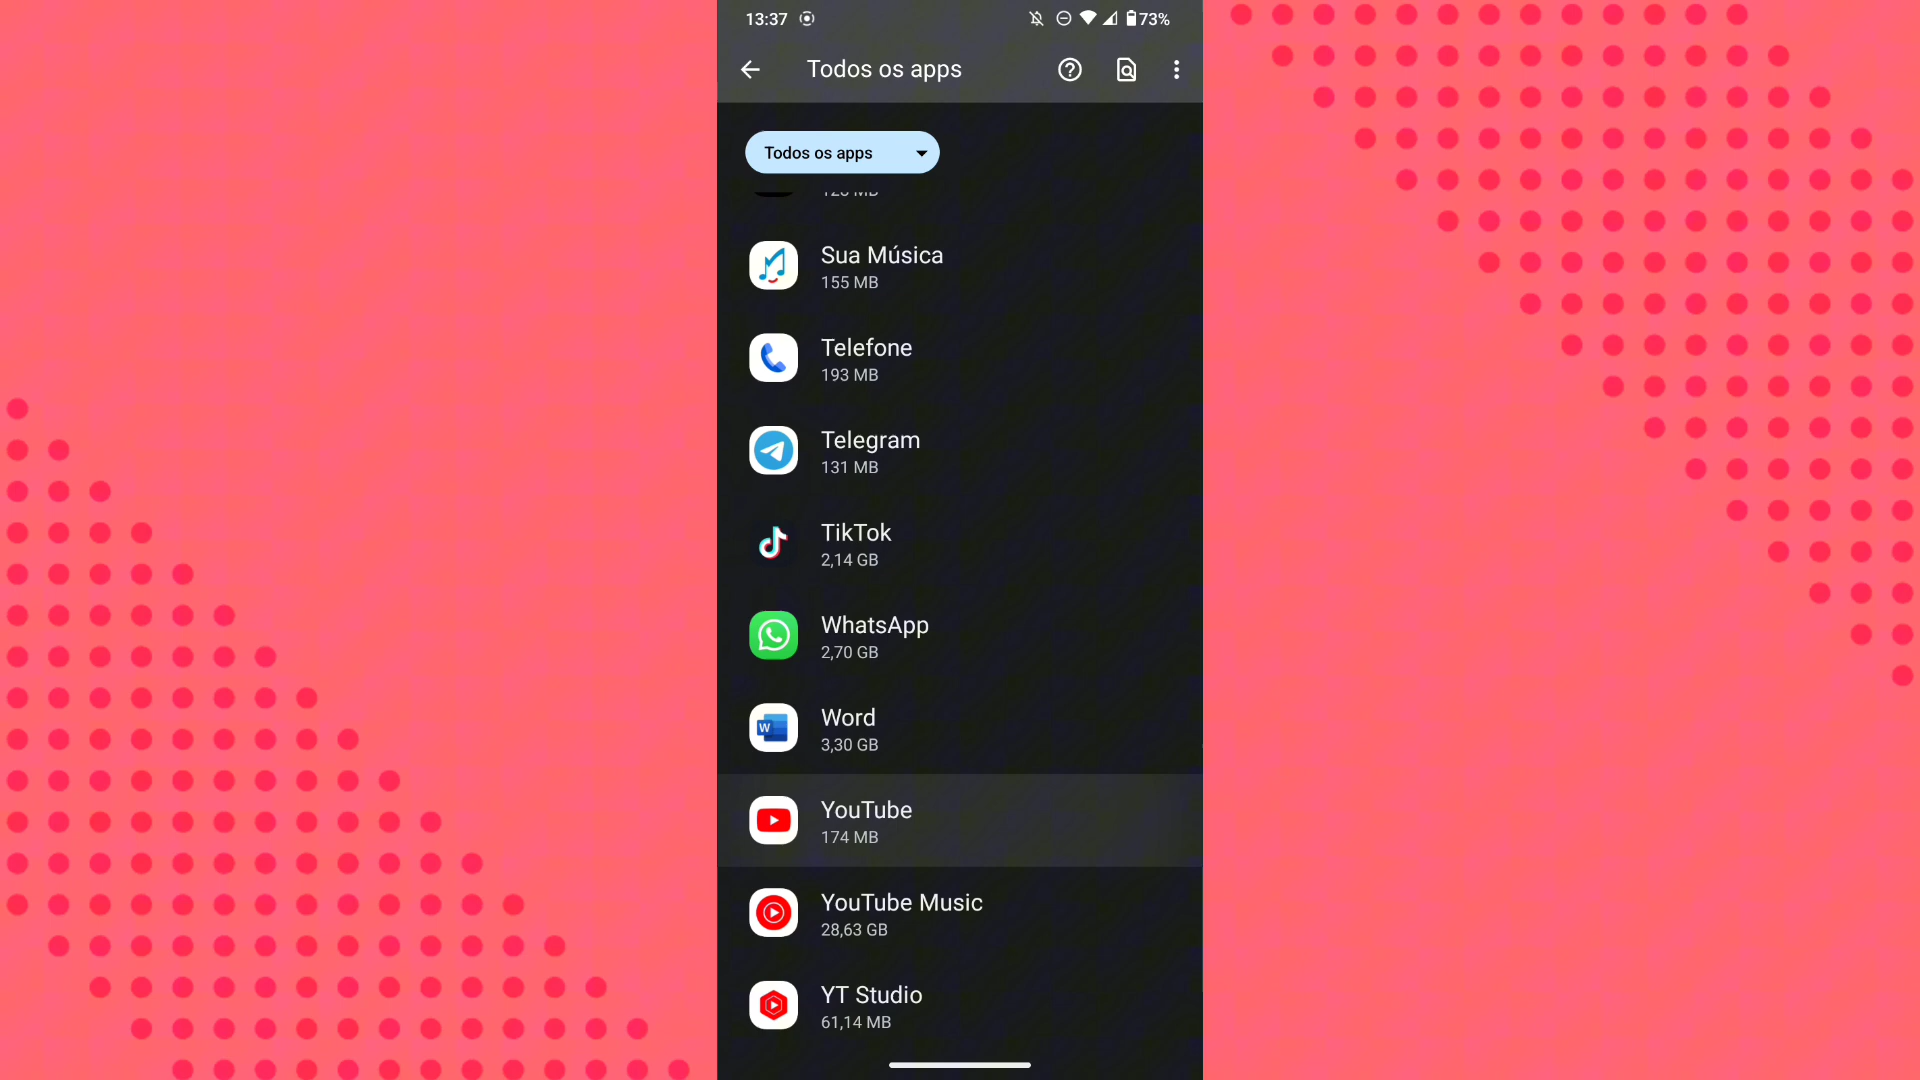 13:37
73%
Todos os apps
Todos os apps
Sua Música
155 MB
Telefone
193 MB
Telegram
131 MB
TikTok
2,14 GB
WhatsApp
2,70 GB
Word
3,30 GB
YouTube
174 MB
YouTube Music
28,63 GB
YT Studio
61,14 MB